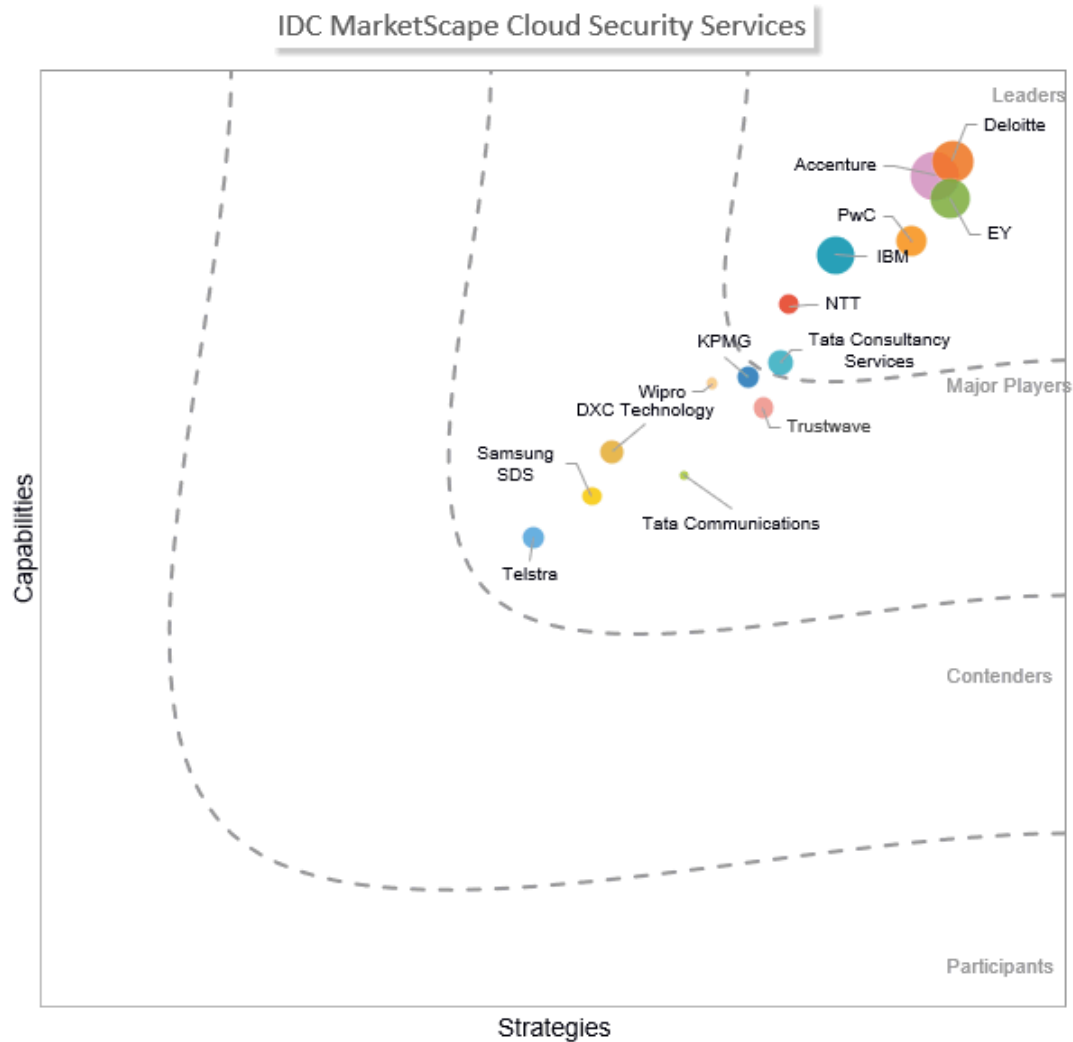 IDC MarketScape Cloud Security Services
Leaders
Deloitte
Accenture
PwC
EY
IBM
NTT
KPMG
Tata Consultancy
Services
Major Players
Wipro
DXC Technology
Trustwave
Samsung
SDS
Tata Communications
Telstra
Capabilities
Contenders
Participants
Strategies